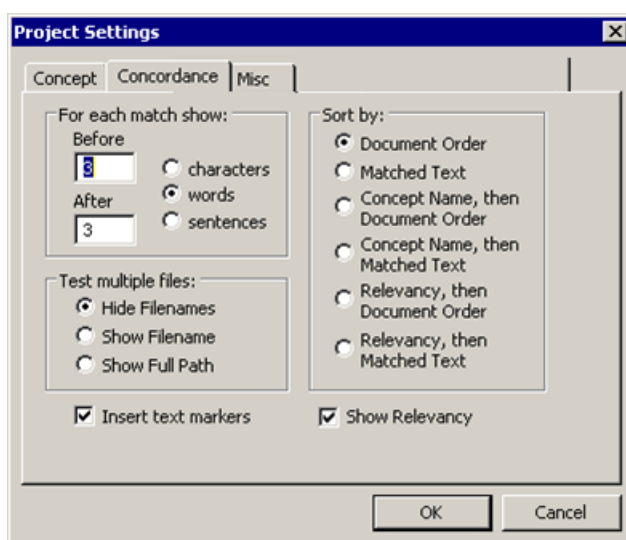 Project Settings
Concept Concordance Misc
For each match show:
Before
3
characters
words
After
3
sentences
Test multiple files:
Hide Filenames
Show Filename
Show Full Path
Insert text markers
Sort by:
Document Order
Matched Text
Concept Name, then
Document Order
Concept Name, then
Matched Text
Relevancy, then
Document Order
Relevancy, then
Matched Text
Show Relevancy
OK Cancel